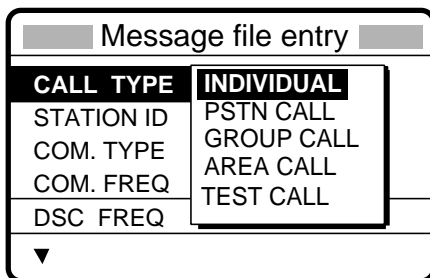 Message file entry
CALL TYPE
STATION ID
COM. TYPE
COM. FREQ
DSC FREQ
INDIVIDUAL
PSTN CALL
GROUP CALL
AREA CALL
TEST CALL
▼